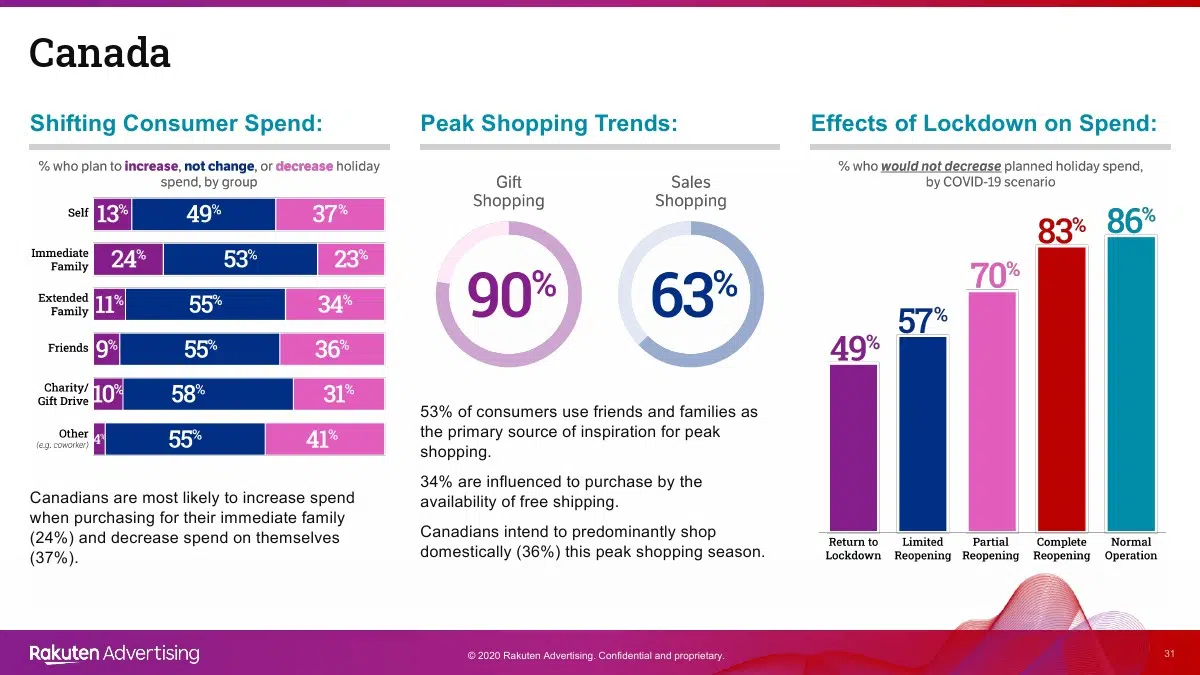 Canada
Shifting Consumer Spend:
% who plan to increase, not change, or decrease holiday
spend, by group
Self 13% 49% 37%
Immediate
Family 24% 53% 23%
Extended
Family 11% 55% 34%
Friends 9% 55% 36%
Charity/
Gift Drive 10% 58% 31%
Other
(e.g. coworker) 4% 55% 41%
Canadians are most likely to increase spend
when purchasing for their immediate family
(24%) and decrease spend on themselves
(37%).
Peak Shopping Trends:
Gift
Shopping
90%
Sales
Shopping
63%
53% of consumers use friends and families as
the primary source of inspiration for peak
shopping.
34% are influenced to purchase by the
availability of free shipping.
Canadians intend to predominantly shop
domestically (36%) this peak shopping season.
Effects of Lockdown on Spend:
% who would not decrease planned holiday spend,
by COVID-19 scenario
49% 57% 70% 83% 86%
Return to
Lockdown
Limited
Reopening
Partial
Reopening
Complete
Reopening
Normal
Operation
Rakuten Advertising
© 2020 Rakuten Advertising. Confidential and proprietary.
31